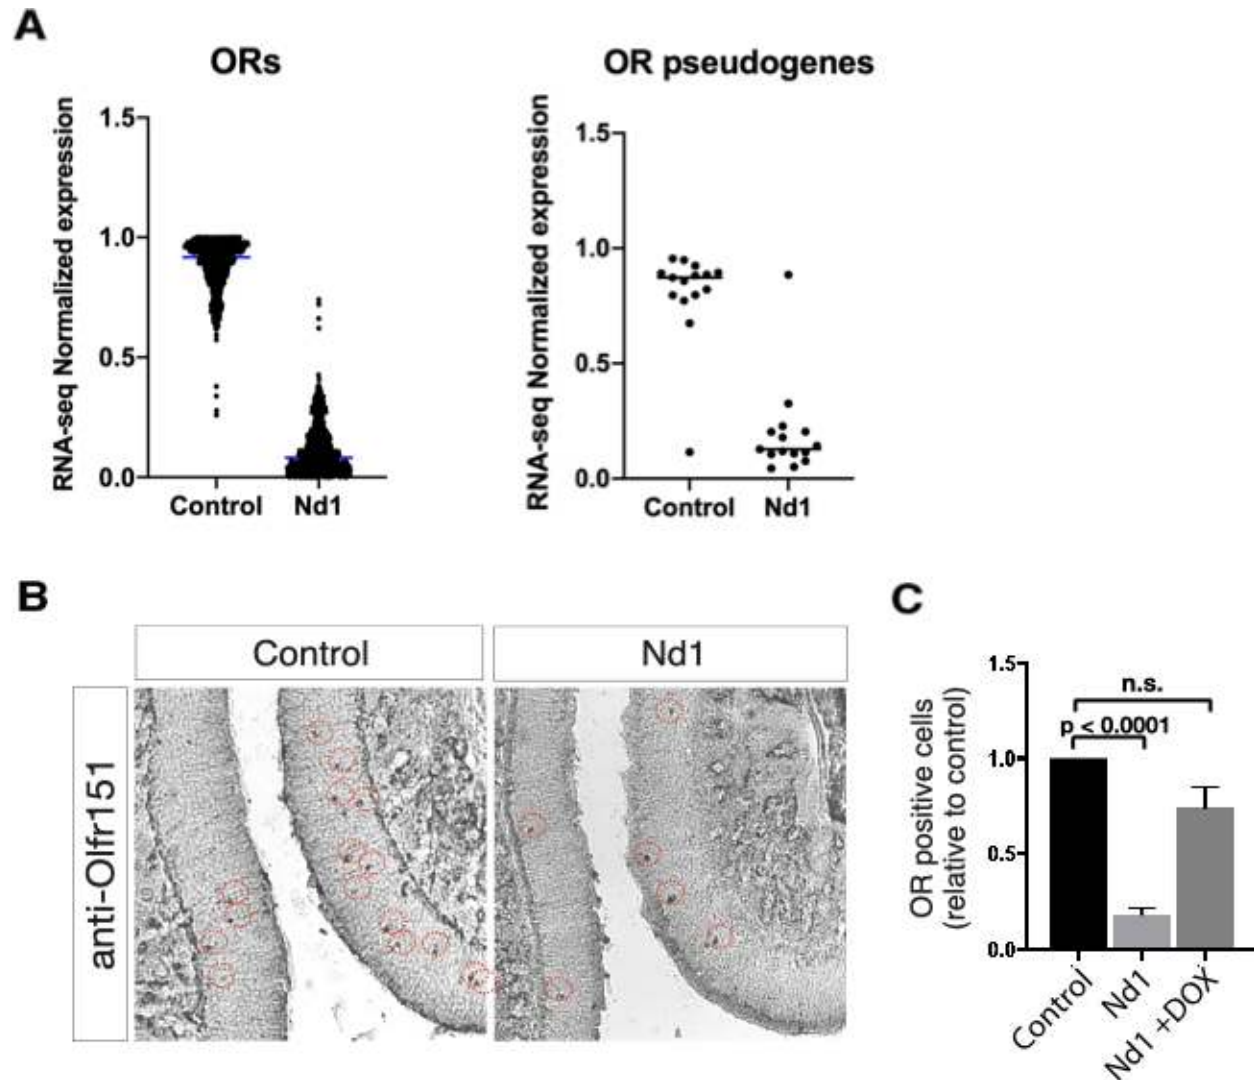 A
ORs
RNA-seq Normalized expression
1.5
1.0
0.5
0.0
Control Nd1
OR pseudogenes
RNA-seq Normalized expression
1.5
1.0
0.5
0.0
Control Nd1
B
Control
Nd1
anti-Olfr151
C
OR positive cells
(relative to control)
1.5
1.0
0.5
0.0
n.s.
p < 0.0001
Control
Nd1
Nd1 +DOX